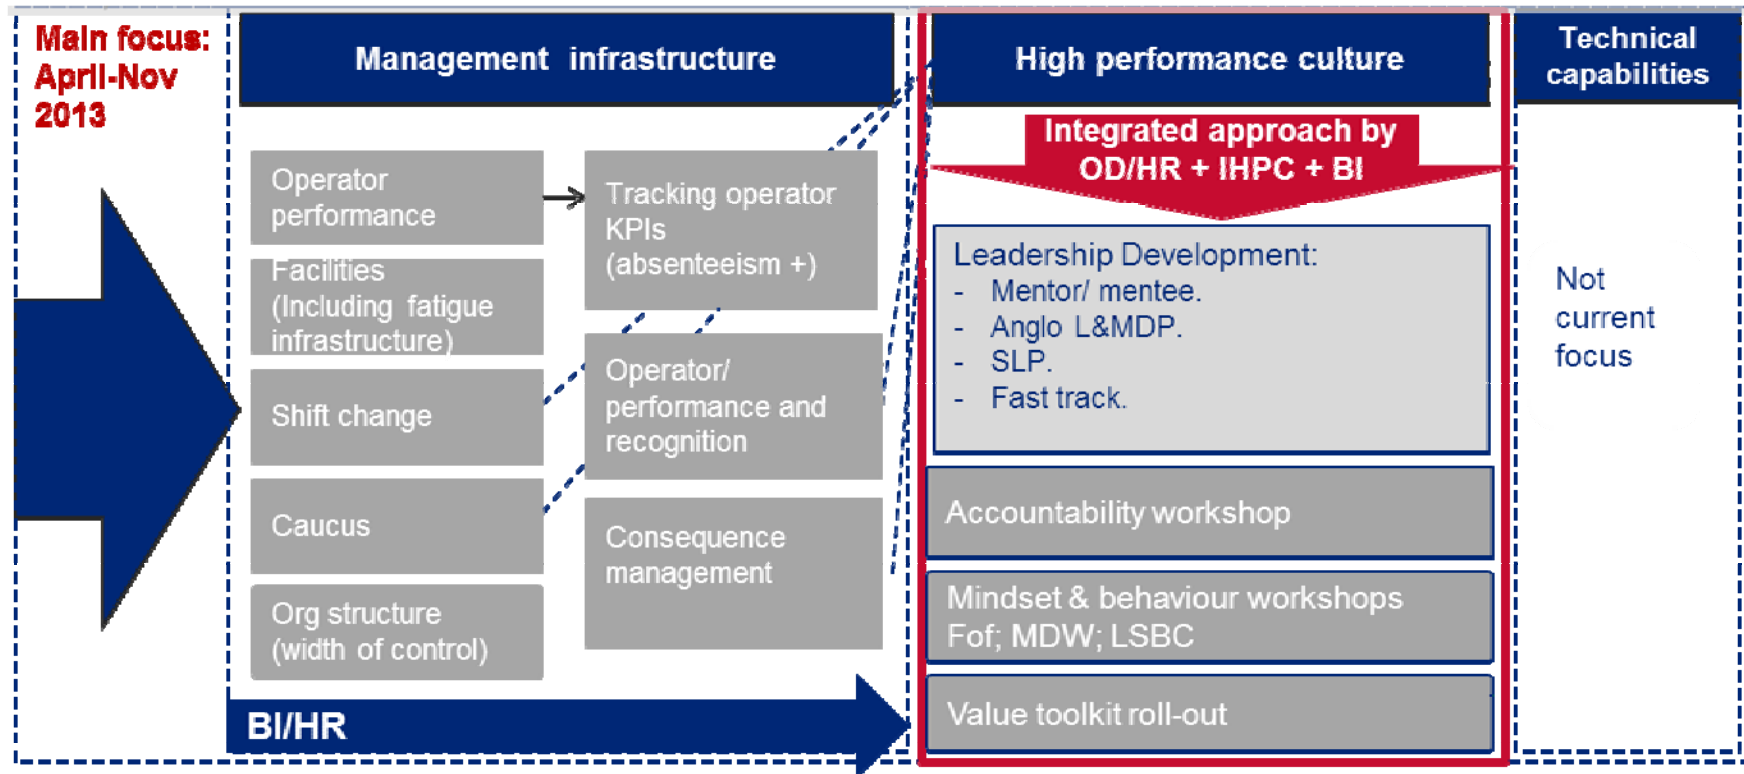 Main focus:
April-Nov
2013
Management infrastructure
High performance culture
Technical
capabilities
Integrated approach by
OD/HR + IHPC + BI
Operator
performance
Facilities
(Including fatigue
infrastructure)
Shift change
Caucus
Org structure
(width of control)
Tracking operator
KPIs
(absenteeism +)
Operator/
performance and
recognition
Consequence
management
BI/HR
Leadership Development:
- Mentor/ mentee.
- Anglo L&MDP.
- SLP.
- Fast track.
Accountability workshop
Mindset & behaviour workshops
Fof; MDW; LSBC
Value toolkit roll-out
Not
current
focus